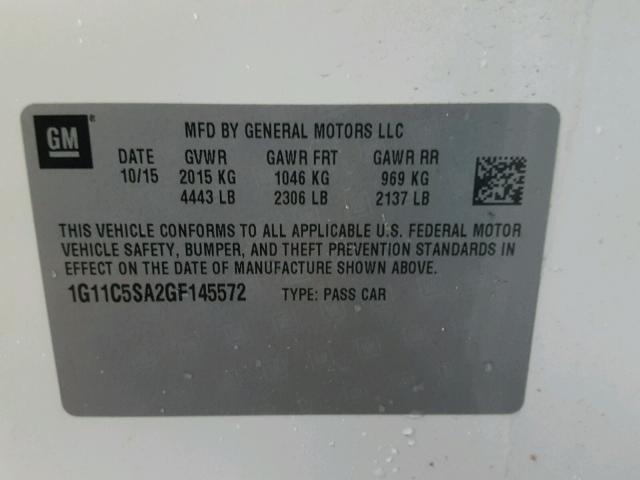 GM®
MFD BY GENERAL MOTORS LLC
DATE GVWR GAWR FRT GAWR RR
10/15 2015 KG 1046 KG 969 KG
4443 LB 2306 LB 2137 LB
THIS VEHICLE CONFORMS TO ALL APPLICABLE U.S. FEDERAL MOTOR
VEHICLE SAFETY, BUMPER, AND THEFT PREVENTION STANDARDS IN
EFFECT ON THE DATE OF MANUFACTURE SHOWN ABOVE.
1G11C5SA2GF145572 TYPE: PASS CAR